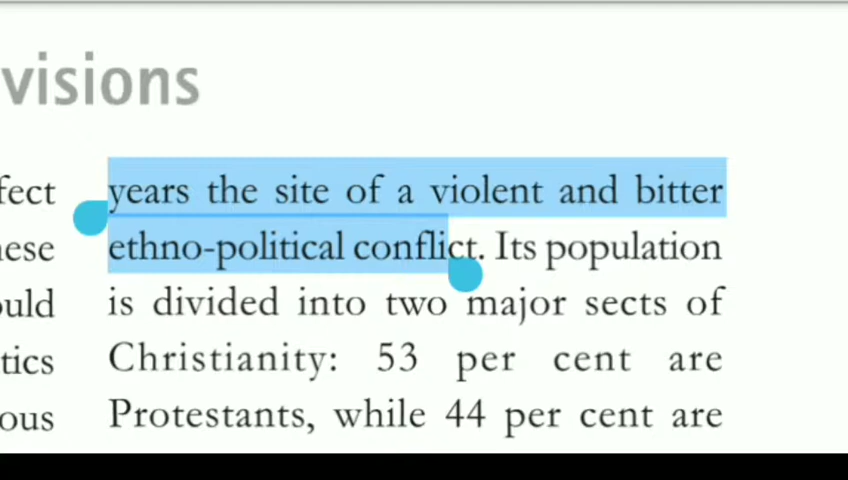 visions
fect
nese
ould
tics
ous
years the site of a violent and bitter
ethno-political conflict. Its population
is divided into two major sects of
Christianity: 53 per cent are
Protestants, while 44 per cent are